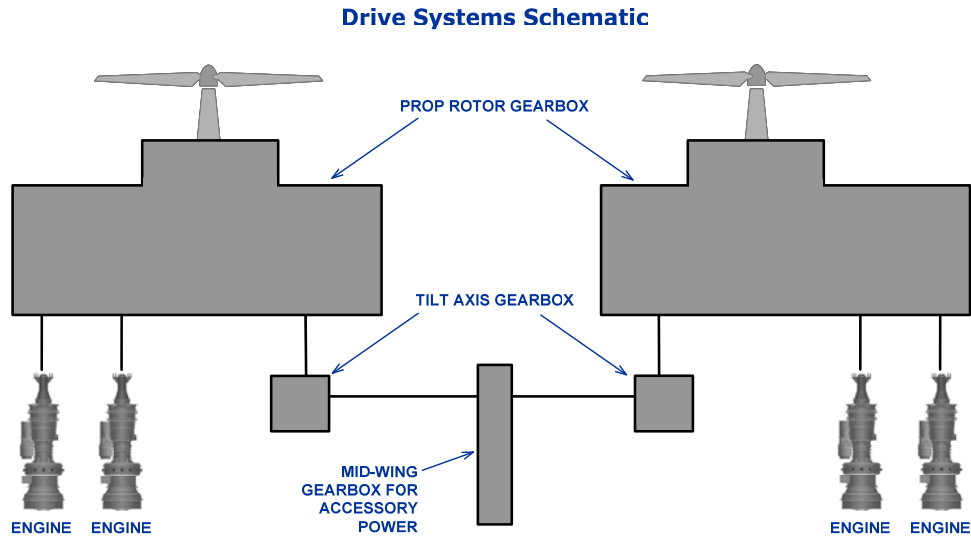 Drive Systems Schematic
PROP ROTOR GEARBOX
TILT AXIS GEARBOX
MID-WING
GEARBOX FOR
ACCESSORY
POWER
ENGINE
ENGINE
ENGINE
ENGINE